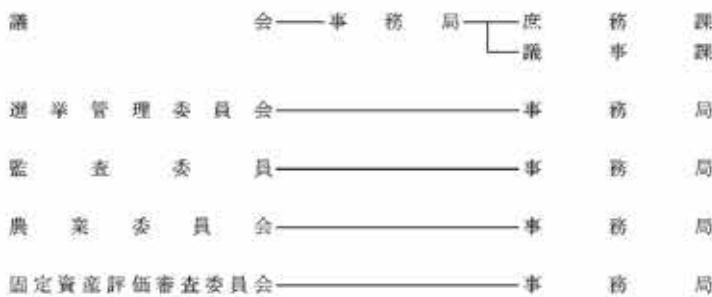 議会 事務局 庶務課
議事課
選挙管理委員会 事務局
監査委員 事務局
農業委員会 事務局
固定資産評価審査委員会 事務局